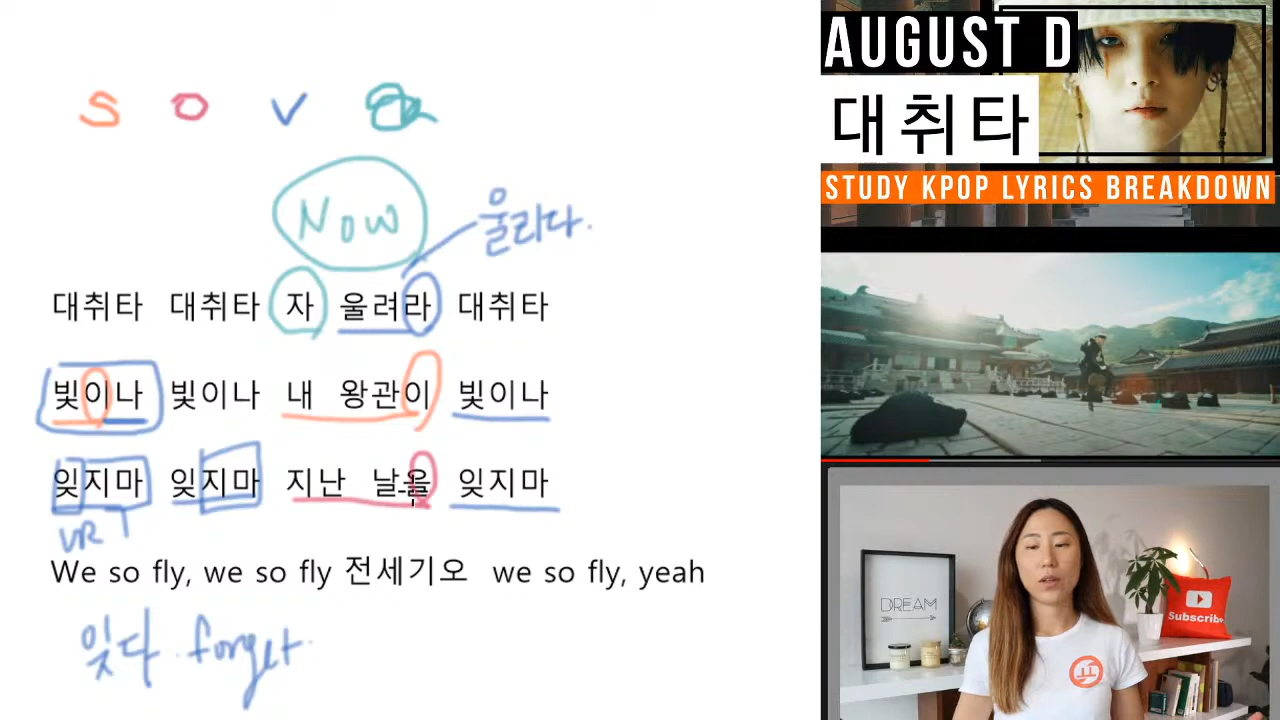 S O V
Now
울리다.
대취타 대취타 자 울려라 대취타
빛이나 빛이나 내 왕관이 빛이나
잊지마 잊지마 지난 날을 잊지마
VR T
We so fly, we so fly 전세기오 we so fly, yeah
잊다. forget.
AUGUST D
대취타
STUDY KPOP LYRICS BREAKDOWN
DREAM
Subscribe